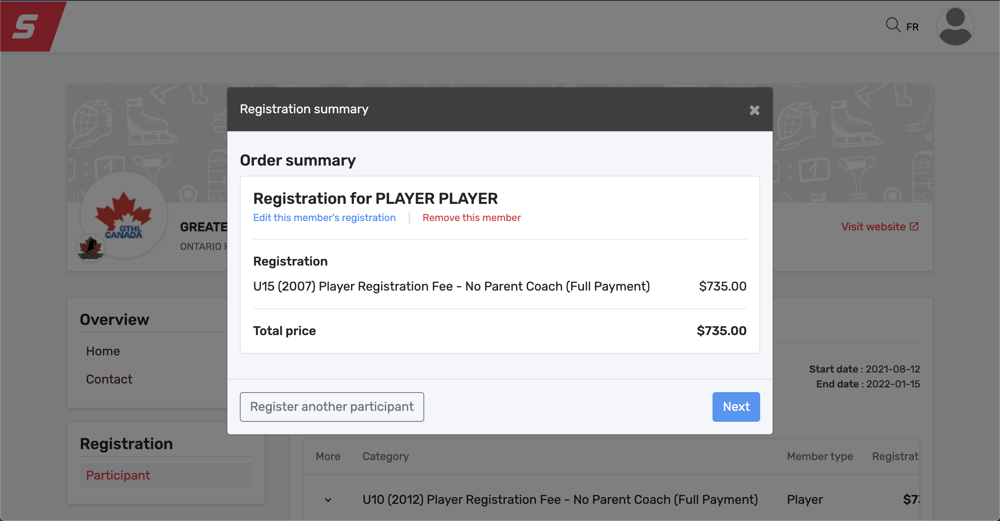 S
FR
Registration summary
Order summary
Registration for PLAYER PLAYER
Edit this member's registration | Remove this member
Registration
U15 (2007) Player Registration Fee - No Parent Coach (Full Payment) $735.00
Total price $735.00
Register another participant Next
GTHL
CANADA
OHF
GREATE
ONTARIO
Visit website
Overview
Home
Contact
Registration
Participant
Start date : 2021-08-12
End date : 2022-01-15
More Category Member type Registrat
U10 (2012) Player Registration Fee - No Parent Coach (Full Payment) Player $73